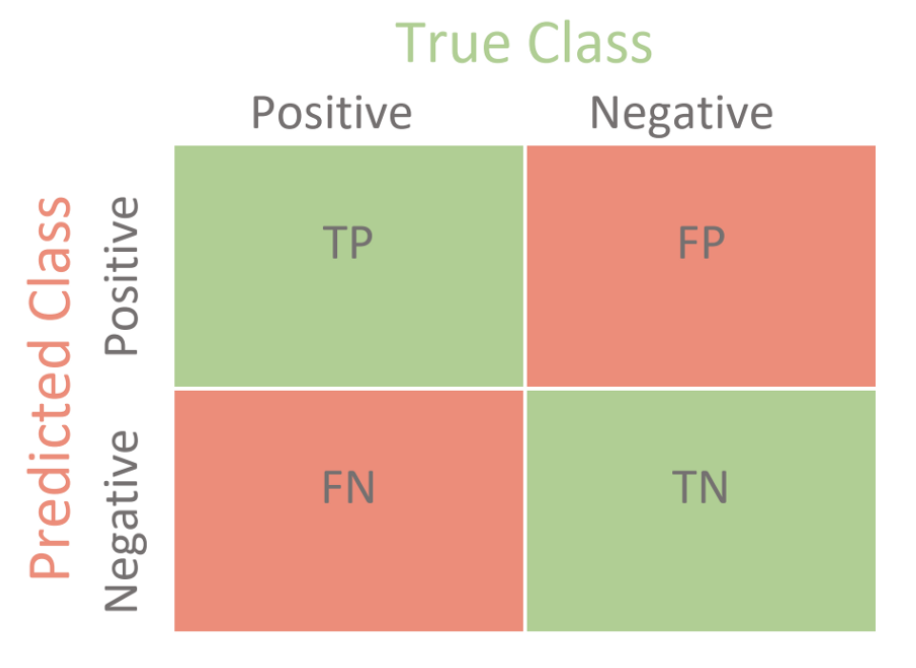 True Class
Positive Negative
Predicted Class
Positive
TP FP
Negative
FN TN